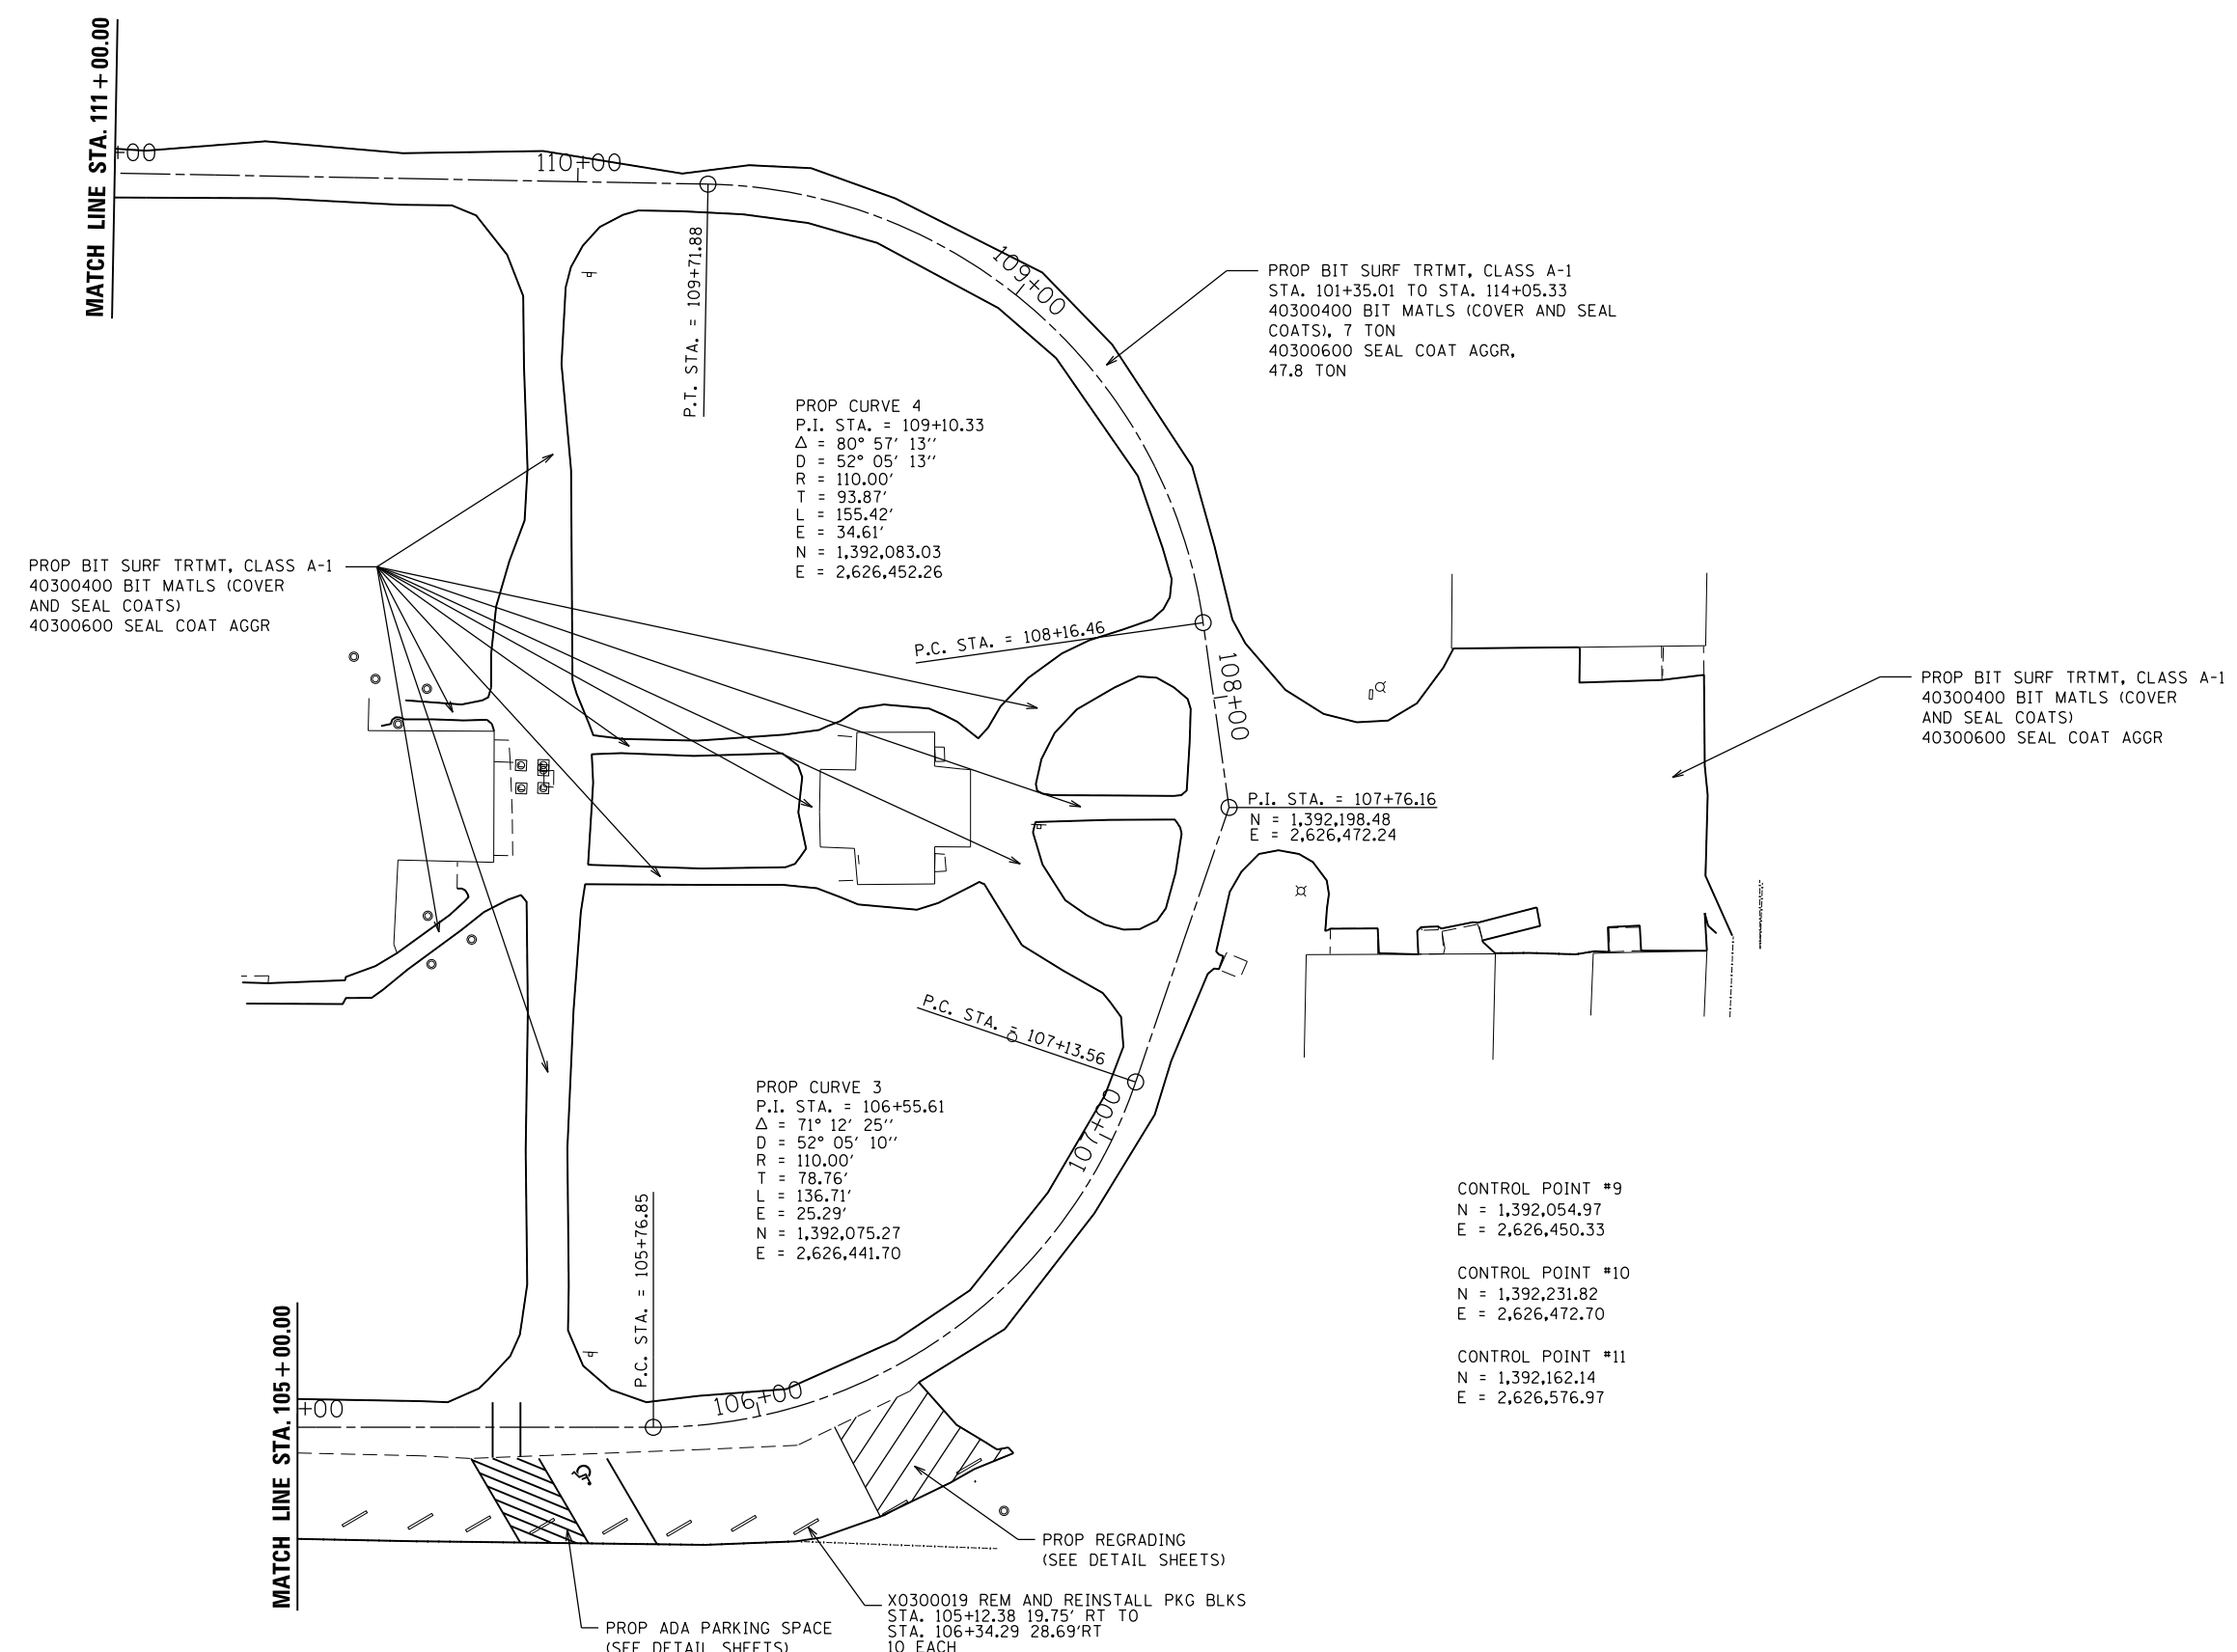 MATCH LINE STA. 111+00.00
+00
110+00
P.T. STA. = 109+71.88
109+00
PROP BIT SURF TRTMT, CLASS A-1
STA. 101+35.01 TO STA. 114+05.33
40300400 BIT MATLS (COVER AND SEAL
COATS), 7 TON
40300600 SEAL COAT AGGR,
47.8 TON
PROP CURVE 4
P.I. STA. = 109+10.33
Δ = 80° 57' 13''
D = 52° 05' 13''
R = 110.00'
T = 93.87'
L = 155.42'
E = 34.61'
N = 1,392,083.03
E = 2,626,452.26
PROP BIT SURF TRTMT, CLASS A-1
40300400 BIT MATLS (COVER
AND SEAL COATS)
40300600 SEAL COAT AGGR
P.C. STA. = 108+16.46
108+00
PROP BIT SURF TRTMT, CLASS A-1
40300400 BIT MATLS (COVER
AND SEAL COATS)
40300600 SEAL COAT AGGR
P.I. STA. = 107+76.16
N = 1,392,198.48
E = 2,626,472.24
P.C. STA. = 107+13.56
107+00
PROP CURVE 3
P.I. STA. = 106+55.61
Δ = 71° 12' 25''
D = 52° 05' 10''
R = 110.00'
T = 78.76'
L = 136.71'
E = 25.29'
N = 1,392,075.27
E = 2,626,441.70
CONTROL POINT #9
N = 1,392,054.97
E = 2,626,450.33
CONTROL POINT #10
N = 1,392,231.82
E = 2,626,472.70
CONTROL POINT #11
N = 1,392,162.14
E = 2,626,576.97
P.C. STA. = 105+76.85
MATCH LINE STA. 105+00.00
+00
106+00
PROP REGRADING
(SEE DETAIL SHEETS)
X0300019 REM AND REINSTALL PKG BLKS
STA. 105+12.38 19.75' RT TO
STA. 106+34.29 28.69'RT
10 EACH
PROP ADA PARKING SPACE
(SEE DETAIL SHEETS)